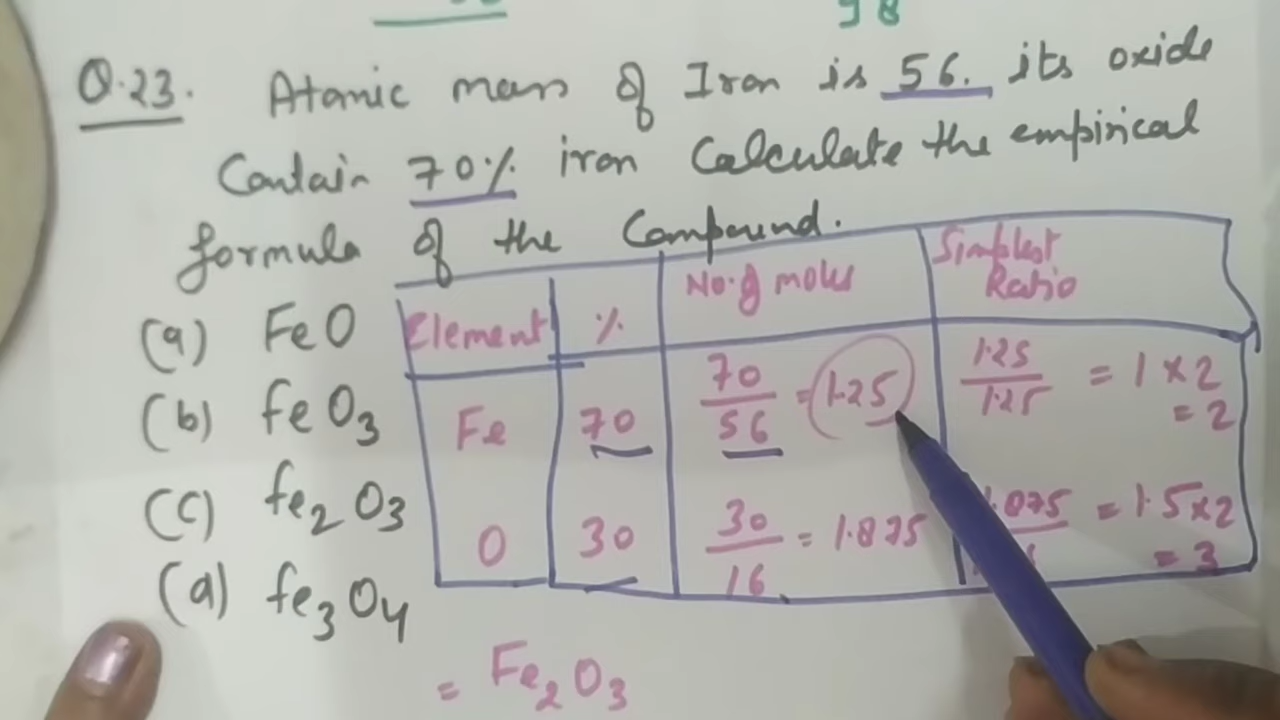 98
Q.23. Atomic mass of Iron is 56. its oxide
Contain 70% iron Calculate the empirical
formula of the Compound.
(a) FeO
(b) feO₃
(c) fe₂O₃
(d) fe₃O₄
Element % No. of moles Simplest Ratio
Fe 70 70/56 = 1.25 1.25/1.25 = 1 × 2 = 2
O 30 30/16 = 1.875 = 1.5 × 2 = 3
= Fe₂O₃